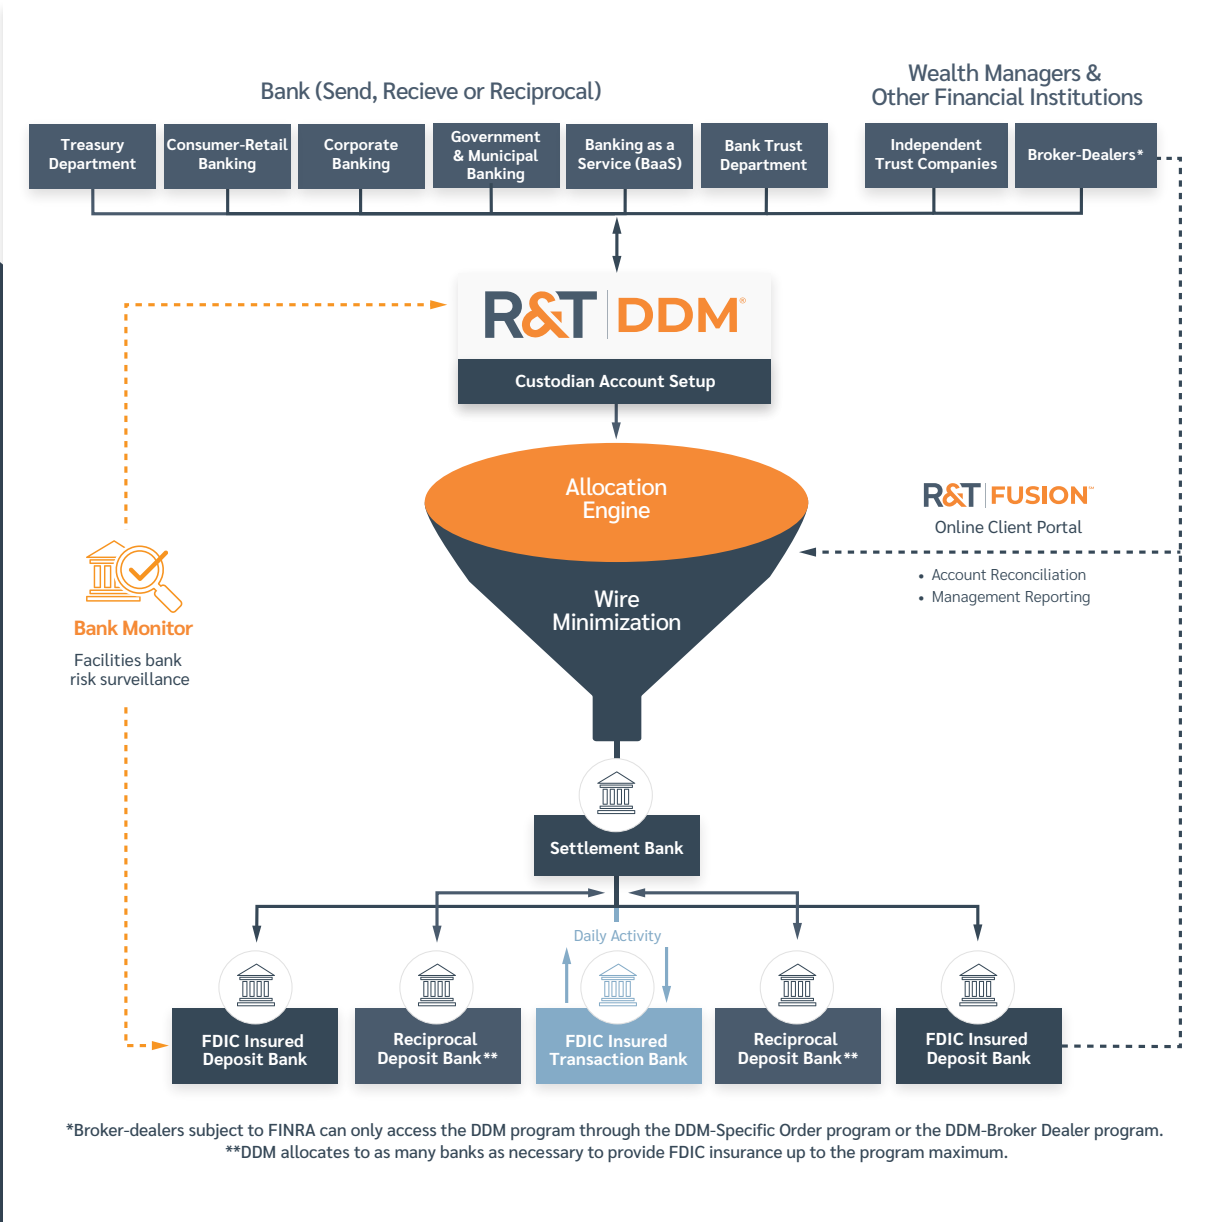 Bank (Send, Recieve or Reciprocal)
Wealth Managers &
Other Financial Institutions
Treasury
Department
Consumer-Retail
Banking
Corporate
Banking
Government
& Municipal
Banking
Banking as a
Service (BaaS)
Bank Trust
Department
Independent
Trust Companies
Broker-Dealers*
R&T | DDM®
Custodian Account Setup
Allocation
Engine
Wire
Minimization
R&T | FUSION℠
Online Client Portal
• Account Reconciliation
• Management Reporting
Bank Monitor
Facilities bank
risk surveillance
Settlement Bank
Daily Activity
FDIC Insured
Deposit Bank
Reciprocal
Deposit Bank**
FDIC Insured
Transaction Bank
Reciprocal
Deposit Bank**
FDIC Insured
Deposit Bank
*Broker-dealers subject to FINRA can only access the DDM program through the DDM-Specific Order program or the DDM-Broker Dealer program.
**DDM allocates to as many banks as necessary to provide FDIC insurance up to the program maximum.